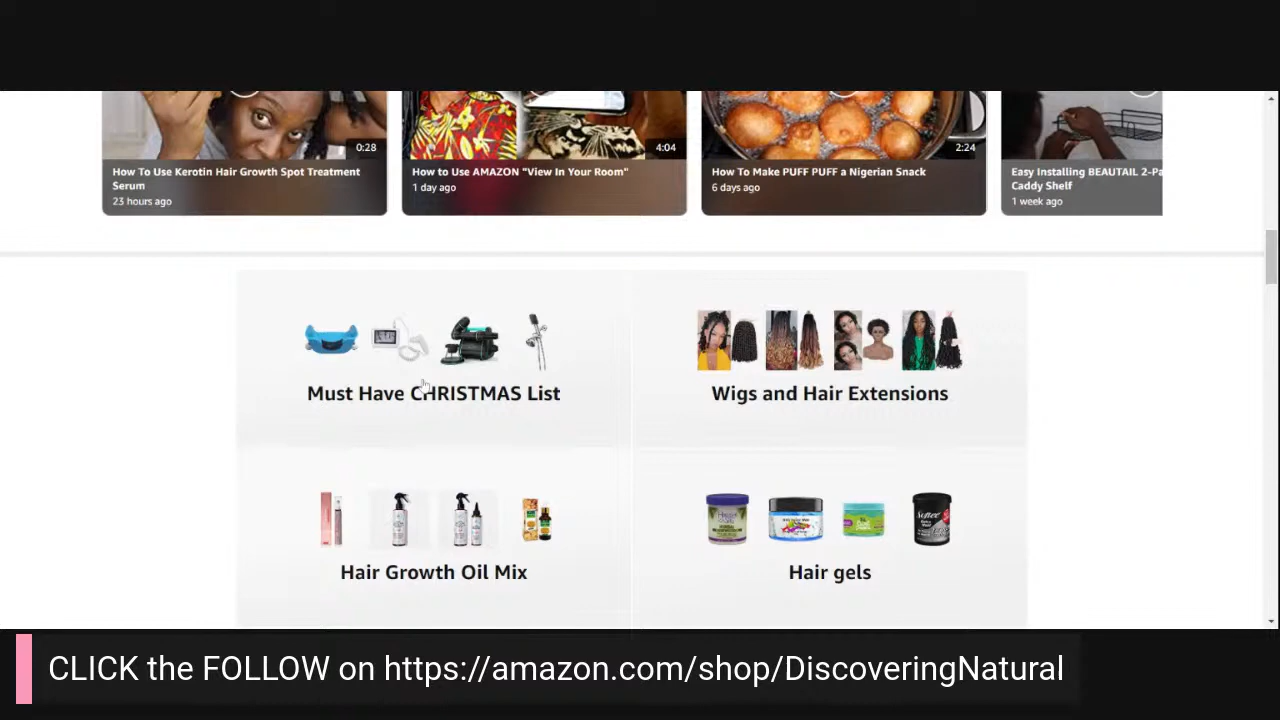 0:28
How To Use Kerotin Hair Growth Spot Treatment
Serum
23 hours ago
4:04
How to Use AMAZON "View In Your Room"
1 day ago
2:24
How To Make PUFF PUFF a Nigerian Snack
6 days ago
Easy Installing BEAUTAIL 2-Pa
Caddy Shelf
1 week ago
Must Have CHRISTMAS List
Wigs and Hair Extensions
Hair Growth Oil Mix
Hair gels
CLICK the FOLLOW on https://amazon.com/shop/DiscoveringNatural